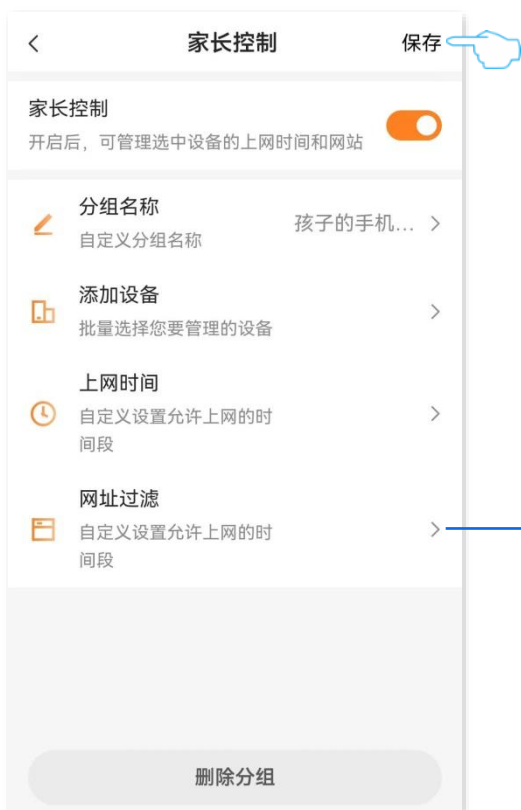 家长控制 保存
家长控制
开启后，可管理选中设备的上网时间和网站
分组名称
自定义分组名称
孩子的手机...
添加设备
批量选择您要管理的设备
上网时间
自定义设置允许上网的时
间段
网址过滤
自定义设置允许上网的时
间段
删除分组